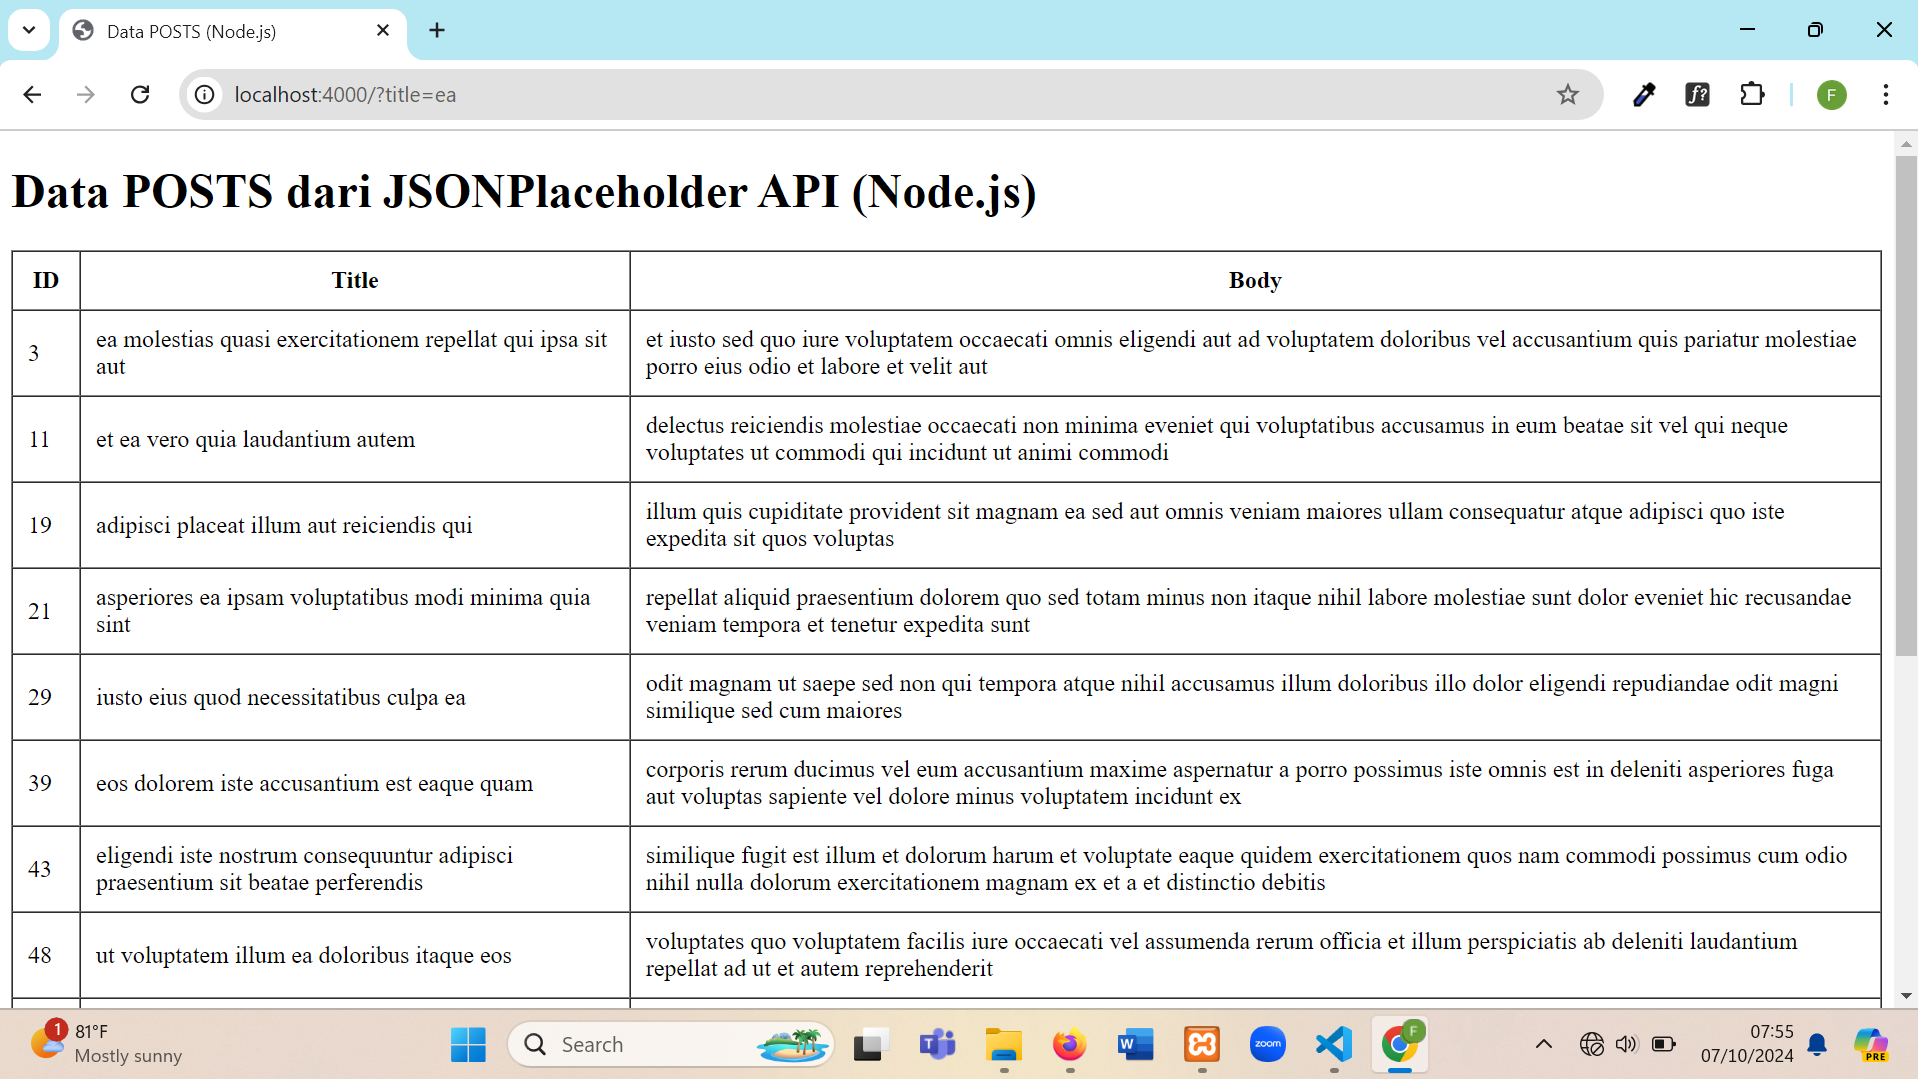 Data POSTS (Node.js)
localhost:4000/?title=ea
f?
F
Data POSTS dari JSONPlaceholder API (Node.js)
ID Title Body
3 ea molestias quasi exercitationem repellat qui ipsa sit aut et iusto sed quo iure voluptatem occaecati omnis eligendi aut ad voluptatem doloribus vel accusantium quis pariatur molestiae
porro eius odio et labore et velit aut
11 et ea vero quia laudantium autem delectus reiciendis molestiae occaecati non minima eveniet qui voluptatibus accusamus in eum beatae sit vel qui neque
voluptates ut commodi qui incidunt ut animi commodi
19 adipisci placeat illum aut reiciendis qui illum quis cupiditate provident sit magnam ea sed aut omnis veniam maiores ullam consequatur atque adipisci quo iste
expedita sit quos voluptas
21 asperiores ea ipsam voluptatibus modi minima quia sint repellat aliquid praesentium dolorem quo sed totam minus non itaque nihil labore molestiae sunt dolor eveniet hic recusandae
veniam tempora et tenetur expedita sunt
29 iusto eius quod necessitatibus culpa ea odit magnam ut saepe sed non qui tempora atque nihil accusamus illum doloribus illo dolor eligendi repudiandae odit magni
similique sed cum maiores
39 eos dolorem iste accusantium est eaque quam corporis rerum ducimus vel eum accusantium maxime aspernatur a porro possimus iste omnis est in deleniti asperiores fuga
aut voluptas sapiente vel dolore minus voluptatem incidunt ex
43 eligendi iste nostrum consequuntur adipisci praesentium sit beatae perferendis similique fugit est illum et dolorum harum et voluptate eaque quidem exercitationem quos nam commodi possimus cum odio
nihil nulla dolorum exercitationem magnam ex et a et distinctio debitis
48 ut voluptatem illum ea doloribus itaque eos voluptates quo voluptatem facilis iure occaecati vel assumenda rerum officia et illum perspiciatis ab deleniti laudantium
repellat ad ut et autem reprehenderit
1
81°F
Mostly sunny
Search
T
W
zoom
F
07:55
07/10/2024
PRE